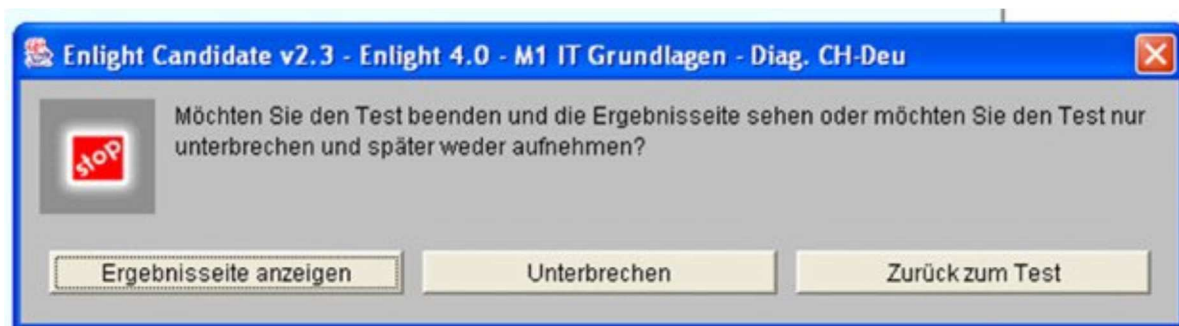 Enlight Candidate v2.3 - Enlight 4.0 - M1 IT Grundlagen - Diag. CH-Deu
Möchten Sie den Test beenden und die Ergebnisseite sehen oder möchten Sie den Test nur
unterbrechen und später weder aufnehmen?
stop
Ergebnisseite anzeigen
Unterbrechen
Zurück zum Test